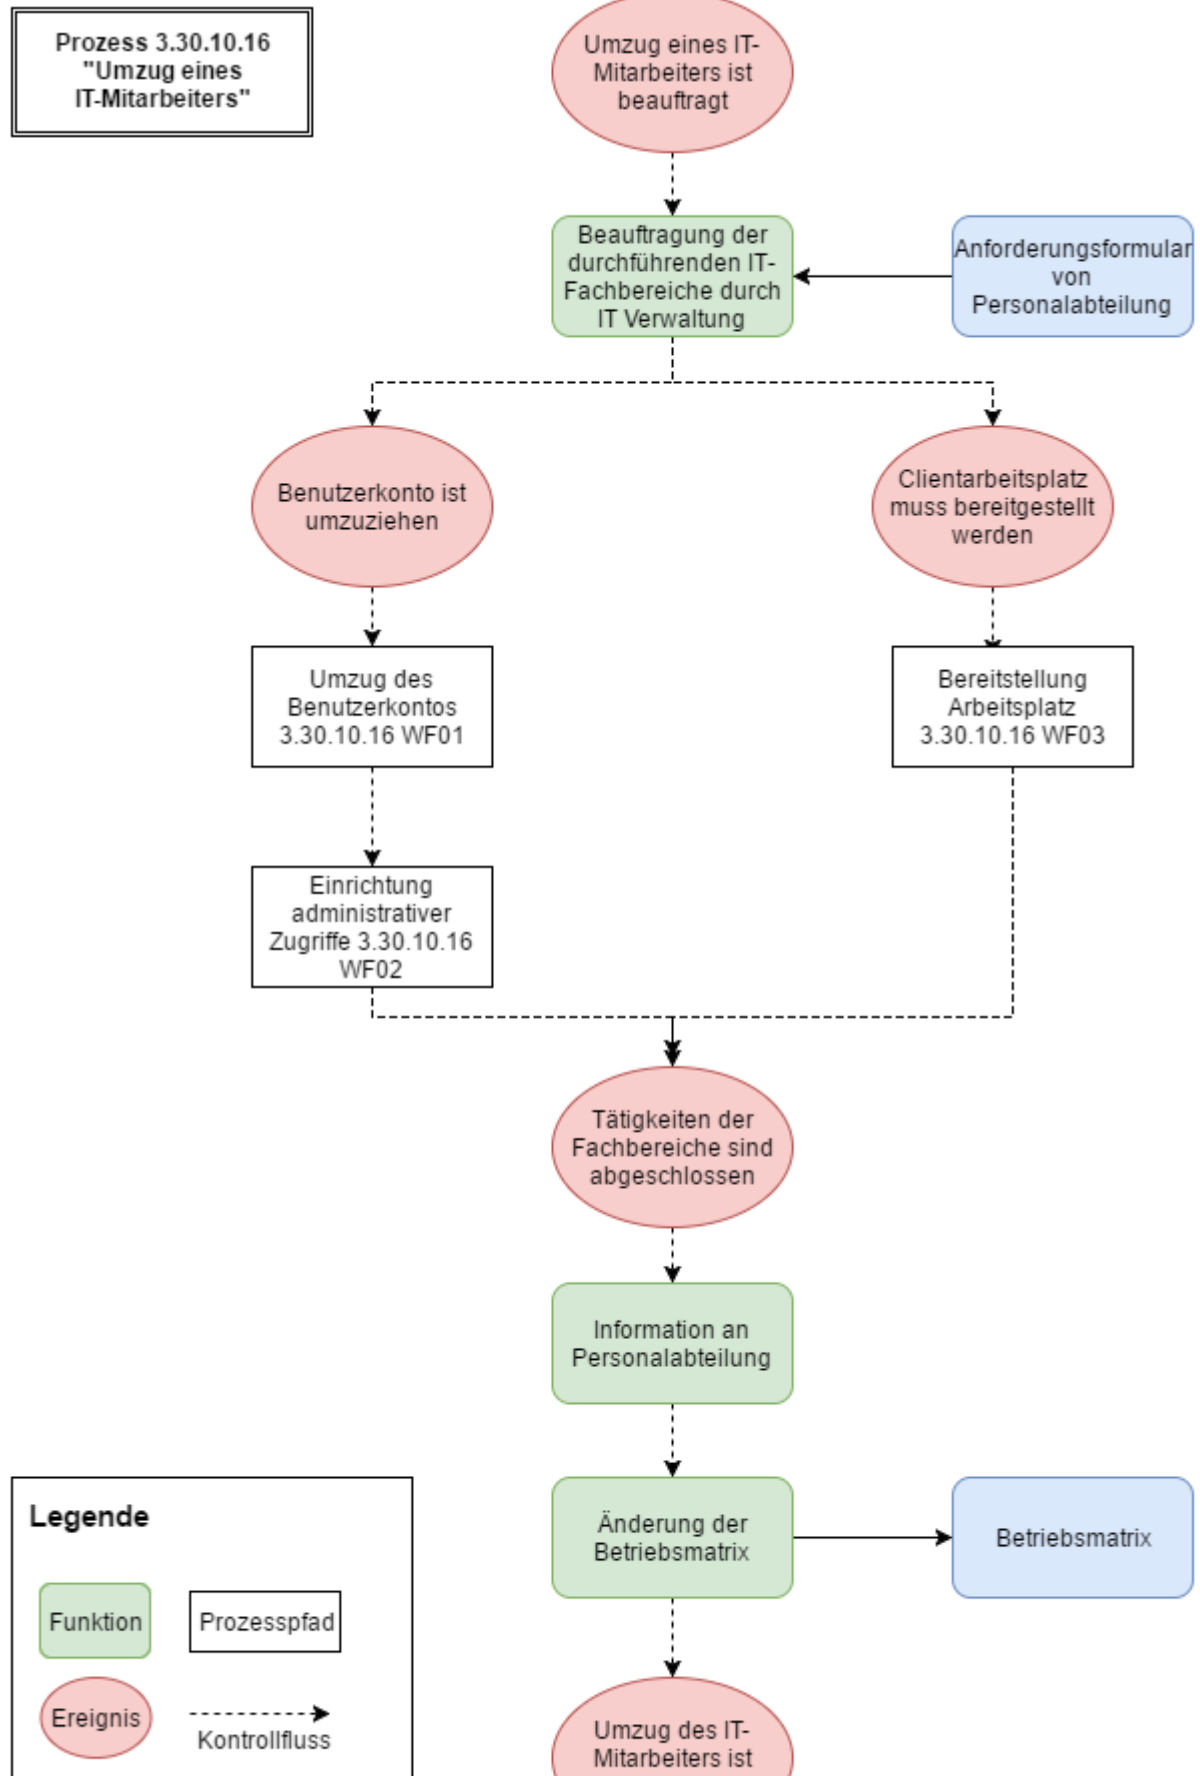 Prozess 3.30.10.16
"Umzug eines
IT-Mitarbeiters"
Umzug eines IT-
Mitarbeiters ist
beauftragt
Beauftragung der
durchführenden IT-
Fachbereiche durch
IT Verwaltung
Anforderungsformular
von
Personalabteilung
Benutzerkonto ist
umzuziehen
Clientarbeitsplatz
muss bereitgestellt
werden
Umzug des
Benutzerkontos
3.30.10.16 WF01
Bereitstellung
Arbeitsplatz
3.30.10.16 WF03
Einrichtung
administrativer
Zugriffe 3.30.10.16
WF02
Tätigkeiten der
Fachbereiche sind
abgeschlossen
Information an
Personalabteilung
Änderung der
Betriebsmatrix
Betriebsmatrix
Umzug des IT-
Mitarbeiters ist
Legende
Funktion
Prozesspfad
Ereignis
Kontrollfluss